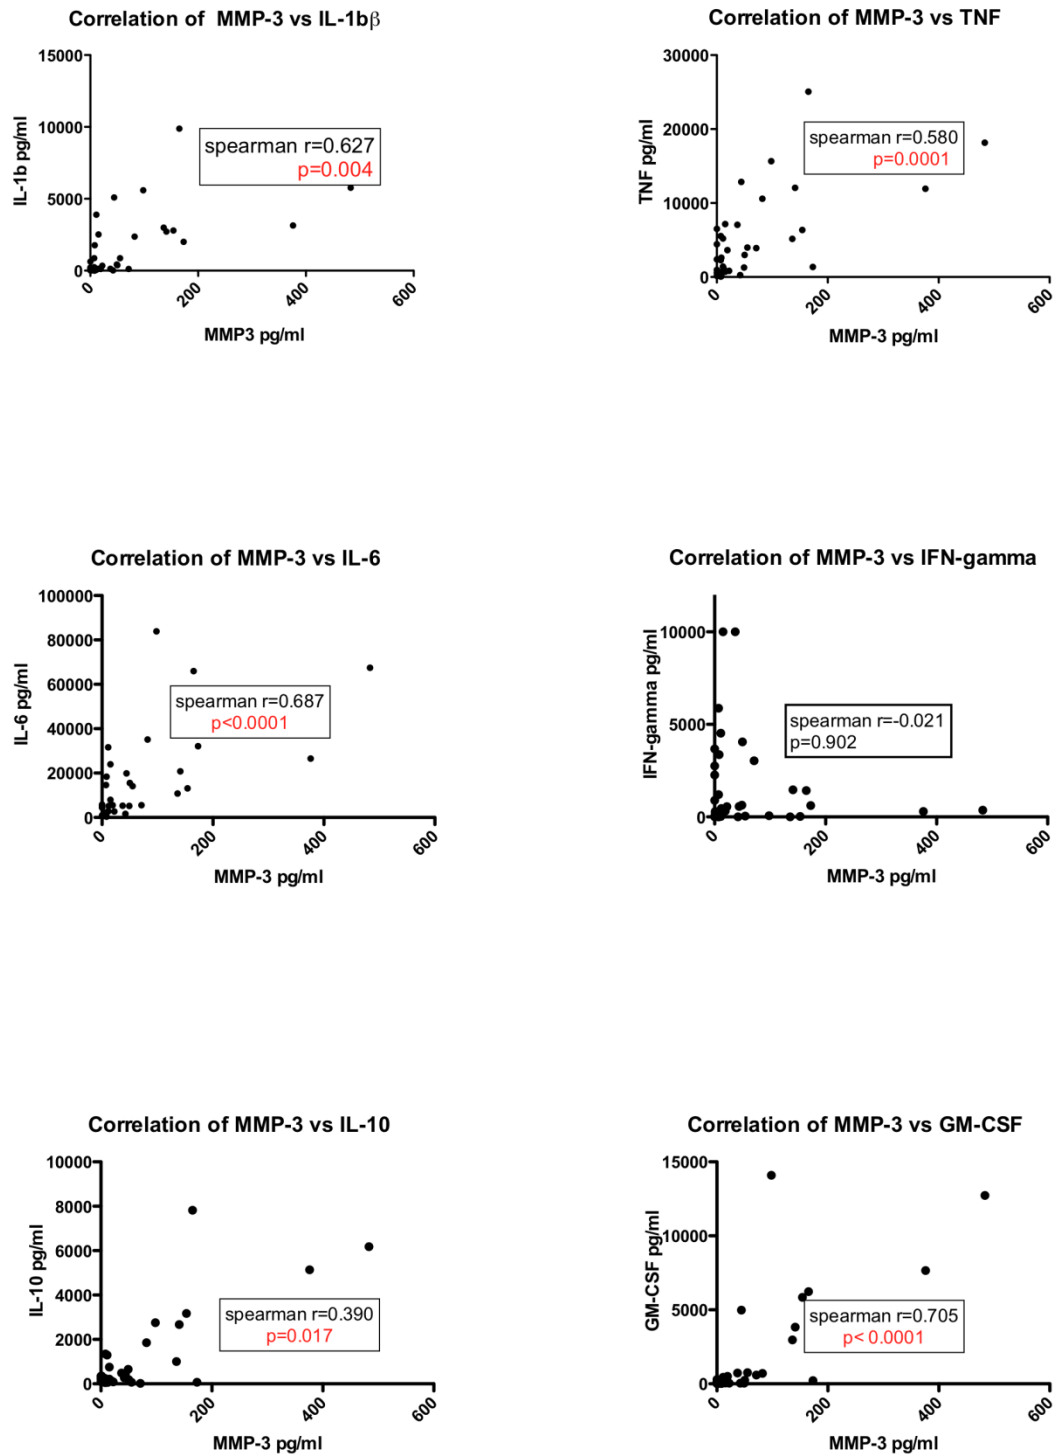 Correlation of  MMP-3 vs IL-1bβ
15000
10000
5000
0
IL-1b pg/ml
spearman r=0.627
p=0.004
0
200
400
600
MMP3 pg/ml
Correlation of MMP-3 vs TNF
30000
20000
10000
0
TNF pg/ml
spearman r=0.580
p=0.0001
0
200
400
600
MMP-3 pg/ml
Correlation of MMP-3 vs IL-6
100000
80000
60000
40000
20000
0
IL-6 pg/ml
spearman r=0.687
p<0.0001
0
200
400
600
MMP-3 pg/ml
Correlation of MMP-3 vs IFN-gamma
10000
5000
0
IFN-gamma pg/ml
spearman r=-0.021
p=0.902
0
200
400
600
MMP-3 pg/ml
Correlation of MMP-3 vs IL-10
10000
8000
6000
4000
2000
0
IL-10 pg/ml
spearman r=0.390
p=0.017
0
200
400
600
MMP-3 pg/ml
Correlation of MMP-3 vs GM-CSF
15000
10000
5000
0
GM-CSF pg/ml
spearman r=0.705
p< 0.0001
0
200
400
600
MMP-3 pg/ml